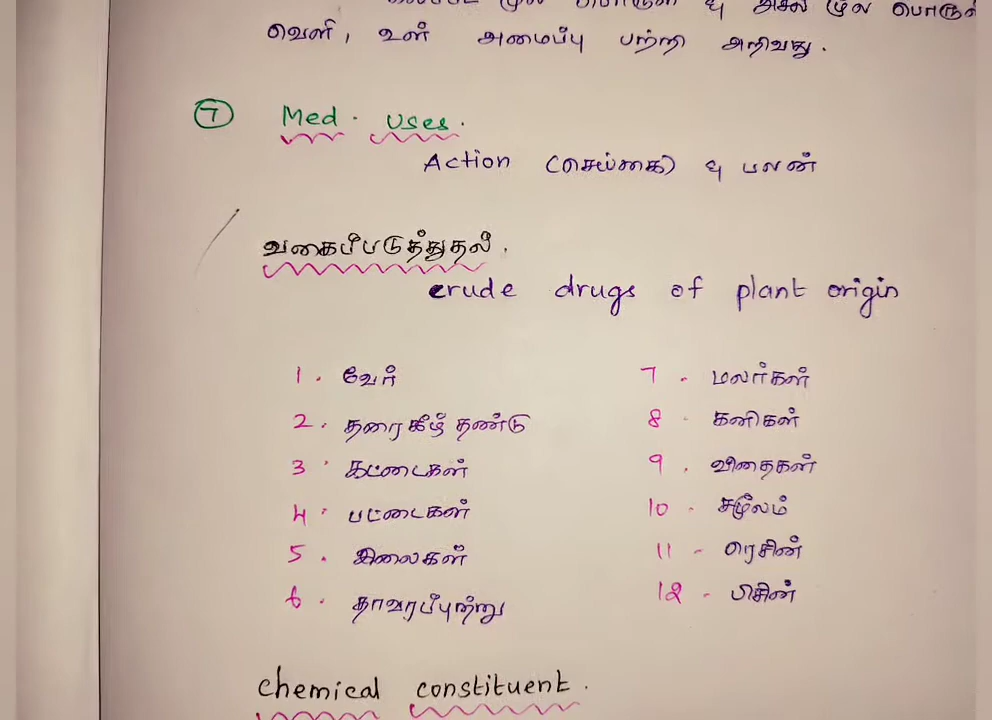 மூல பொருள் & அசல் மூல பொருள்
வெளி, உள் அமைப்பு பற்றி அறிவது.
7 Med. Uses.
Action (செய்கை) & பலன்
வகைப்படுத்துதல்.
crude drugs of plant origin
1. வேர்
2. தரைகீழ் தண்டு
3. கட்டைகள்
4. பட்டைகள்
5. இலைகள்
6. தாவரப்புற்று
7. மலர்கள்
8. கனிகள்
9. விதைகள்
10. சமூலம்
11 - ரெசின்
12 - பிசின்
chemical constituent.